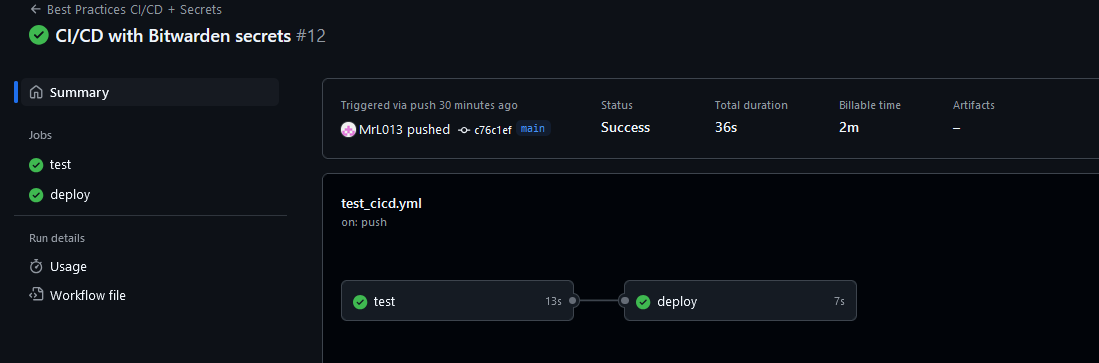 ← Best Practices CI/CD + Secrets
CI/CD with Bitwarden secrets #12
Summary
Jobs
test
deploy
Run details
Usage
Workflow file
Triggered via push 30 minutes ago
MrL013 pushed c76c1ef main
Status
Success
Total duration
36s
Billable time
2m
Artifacts
–
test_cicd.yml
on: push
test 13s
deploy 7s